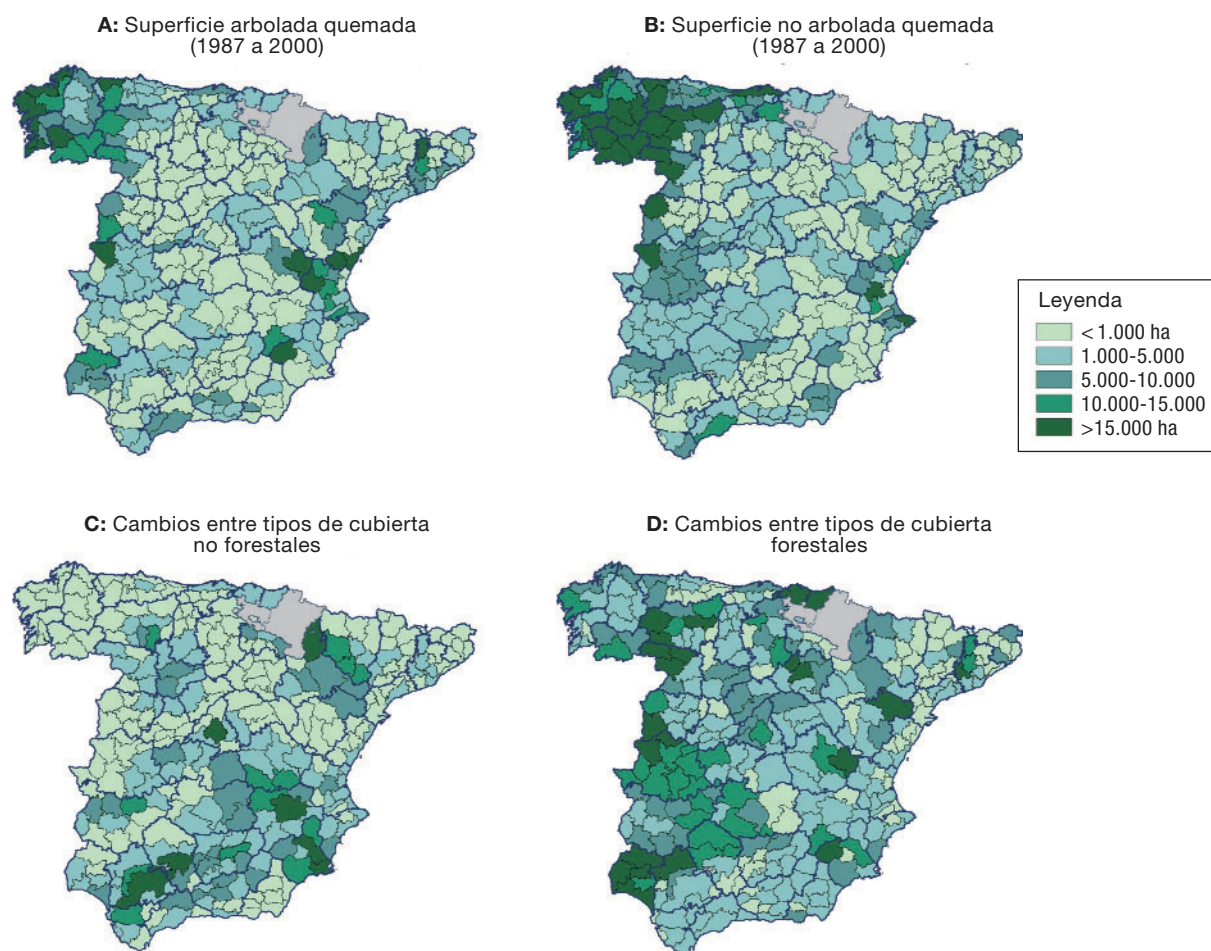 A: Superficie arbolada quemada
(1987 a 2000)
B: Superficie no arbolada quemada
(1987 a 2000)
Leyenda
< 1.000 ha
1.000-5.000
5.000-10.000
10.000-15.000
>15.000 ha
C: Cambios entre tipos de cubierta
no forestales
D: Cambios entre tipos de cubierta
forestales